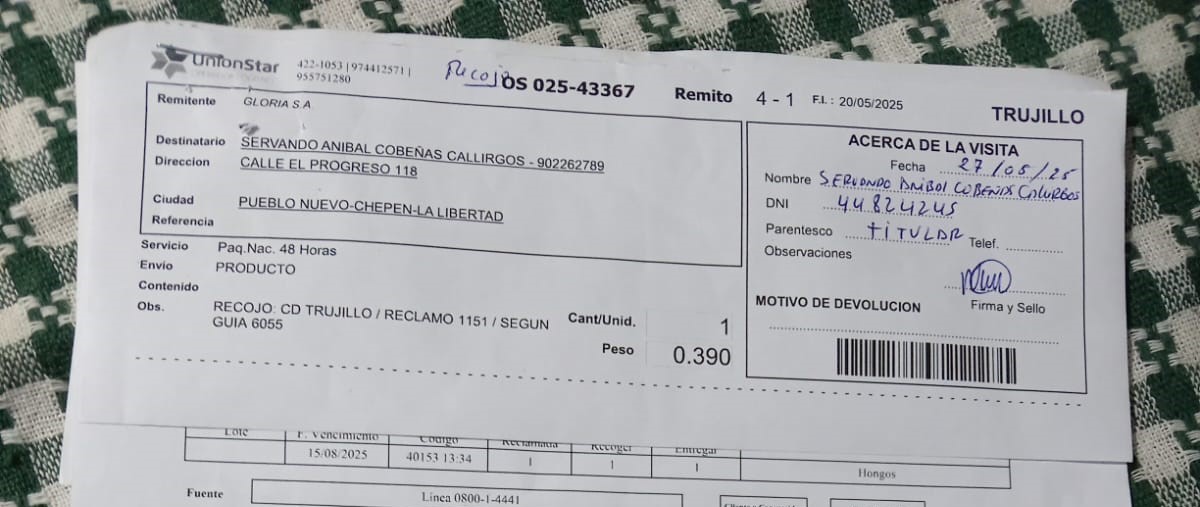 UnionStar
422-1053 | 974412571 |
955751280
Recojo
OS 025-43367
Remito 4 - 1 F.I. : 20/05/2025
TRUJILLO
Remitente GLORIA S.A.
Destinatario SERVANDO ANIBAL COBEÑAS CALLIRGOS - 902262789
Direccion CALLE EL PROGRESO 118
Ciudad PUEBLO NUEVO-CHEPEN-LA LIBERTAD
Referencia
Servicio Paq.Nac. 48 Horas
Envio PRODUCTO
Contenido
Obs. RECOJO: CD TRUJILLO / RECLAMO 1151 / SEGUN
GUIA 6055
Cant/Unid. 1
Peso 0.390
ACERCA DE LA VISITA
Fecha 27/05/25
Nombre SERVANDO ANIBAL COBEÑAS CALLIRGOS
DNI 44824245
Parentesco TITULAR Telef.
Observaciones
Firma y Sello
MOTIVO DE DEVOLUCION
Lote F. Vencimiento Codigo Reclamada Recoger Entregar
15/08/2025 40153 13:34 1 1 1 Hongos
Fuente Linea 0800-1-4441